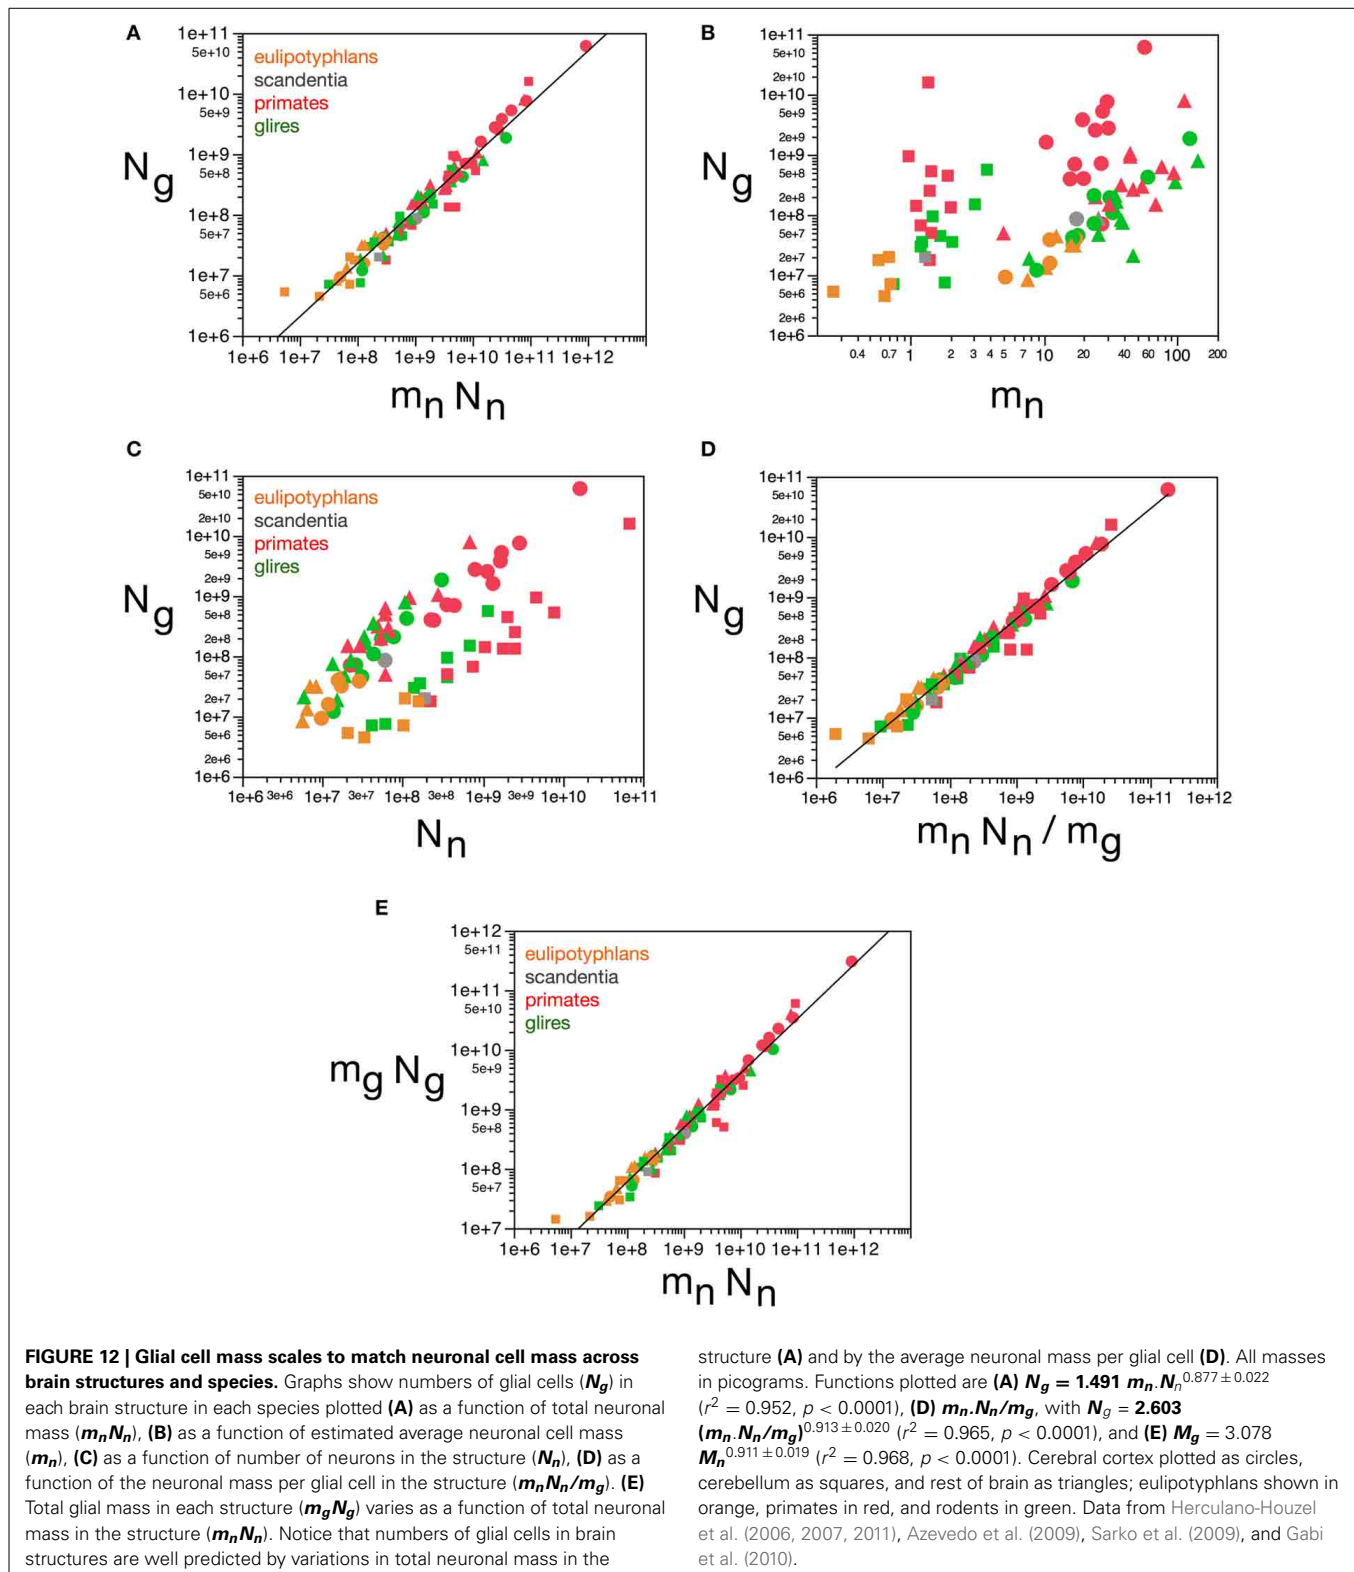 A
1e+11
5e+10
1e+10
5e+9
1e+9
5e+8
1e+8
5e+7
1e+7
5e+6
1e+6
eulipotyphlans
scandentia
primates
glires
Ng
1e+6 1e+7 1e+8 1e+9 1e+10 1e+11 1e+12
mn Nn
B
1e+11
5e+10
2e+10
1e+10
5e+9
2e+9
1e+9
5e+8
2e+8
1e+8
5e+7
2e+7
1e+7
5e+6
2e+6
1e+6
Ng
0.4 0.7 1 2 3 4 5 7 10 20 40 60 100 200
mn
C
1e+11
5e+10
2e+10
1e+10
5e+9
2e+9
1e+9
5e+8
2e+8
1e+8
5e+7
2e+7
1e+7
5e+6
2e+6
1e+6
eulipotyphlans
scandentia
primates
glires
Ng
1e+6 3e+6 1e+7 3e+7 1e+8 3e+8 1e+9 3e+9 1e+10 1e+11
Nn
D
1e+11
5e+10
2e+10
1e+10
5e+9
2e+9
1e+9
5e+8
2e+8
1e+8
5e+7
2e+7
1e+7
5e+6
2e+6
1e+6
Ng
1e+6 1e+7 1e+8 1e+9 1e+10 1e+11 1e+12
mn Nn / mg
E
1e+12
5e+11
1e+11
5e+10
1e+10
5e+9
1e+9
5e+8
1e+8
5e+7
1e+7
eulipotyphlans
scandentia
primates
glires
mg Ng
1e+6 1e+7 1e+8 1e+9 1e+10 1e+11 1e+12
mn Nn
FIGURE 12 | Glial cell mass scales to match neuronal cell mass across
brain structures and species. Graphs show numbers of glial cells (Ng) in
each brain structure in each species plotted (A) as a function of total neuronal
mass (mnNn), (B) as a function of estimated average neuronal cell mass
(mn), (C) as a function of number of neurons in the structure (Nn), (D) as a
function of the neuronal mass per glial cell in the structure (mnNn/mg). (E)
Total glial mass in each structure (mgNg) varies as a function of total neuronal
mass in the structure (mnNn). Notice that numbers of glial cells in brain
structures are well predicted by variations in total neuronal mass in the
structure (A) and by the average neuronal mass per glial cell (D). All masses
in picograms. Functions plotted are (A) Ng = 1.491 mn.Nn^0.877 ± 0.022
(r² = 0.952, p < 0.0001), (D) mn.Nn/mg, with Ng = 2.603
(mn.Nn/mg)^0.913 ± 0.020 (r² = 0.965, p < 0.0001), and (E) Mg = 3.078
Mn^0.911 ± 0.019 (r² = 0.968, p < 0.0001). Cerebral cortex plotted as circles,
cerebellum as squares, and rest of brain as triangles; eulipotyphlans shown in
orange, primates in red, and rodents in green. Data from Herculano-Houzel
et al. (2006, 2007, 2011), Azevedo et al. (2009), Sarko et al. (2009), and Gabi
et al. (2010).